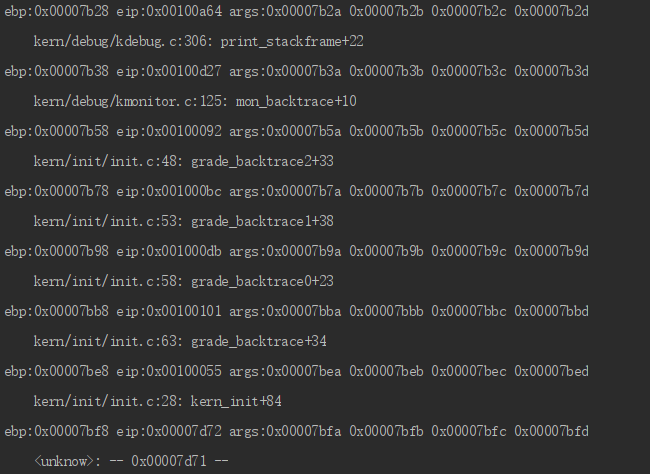 ebp:0x00007b28 eip:0x00100a64 args:0x00007b2a 0x00007b2b 0x00007b2c 0x00007b2d
kern/debug/kdebug.c:306: print_stackframe+22
ebp:0x00007b38 eip:0x00100d27 args:0x00007b3a 0x00007b3b 0x00007b3c 0x00007b3d
kern/debug/kmonitor.c:125: mon_backtrace+10
ebp:0x00007b58 eip:0x00100092 args:0x00007b5a 0x00007b5b 0x00007b5c 0x00007b5d
kern/init/init.c:48: grade_backtrace2+33
ebp:0x00007b78 eip:0x001000bc args:0x00007b7a 0x00007b7b 0x00007b7c 0x00007b7d
kern/init/init.c:53: grade_backtrace1+38
ebp:0x00007b98 eip:0x001000db args:0x00007b9a 0x00007b9b 0x00007b9c 0x00007b9d
kern/init/init.c:58: grade_backtrace0+23
ebp:0x00007bb8 eip:0x00100101 args:0x00007bba 0x00007bbb 0x00007bbc 0x00007bbd
kern/init/init.c:63: grade_backtrace+34
ebp:0x00007be8 eip:0x00100055 args:0x00007bea 0x00007beb 0x00007bec 0x00007bed
kern/init/init.c:28: kern_init+84
ebp:0x00007bf8 eip:0x00007d72 args:0x00007bfa 0x00007bfb 0x00007bfc 0x00007bfd
<unknow>: -- 0x00007d71 --